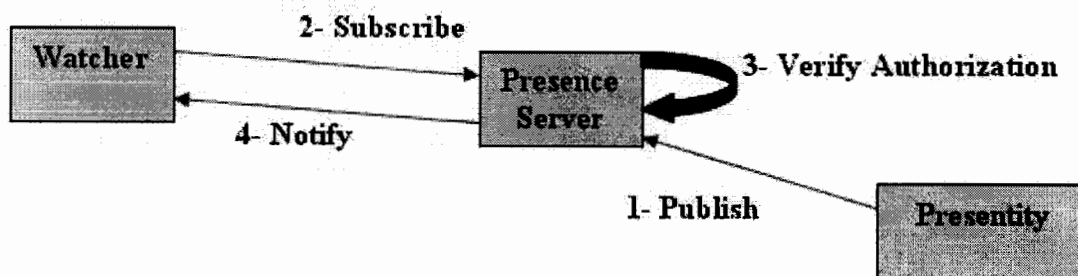 2- Subscribe
Watcher
3- Verify Authorization
Presence
Server
4- Notify
1- Publish
Presentity